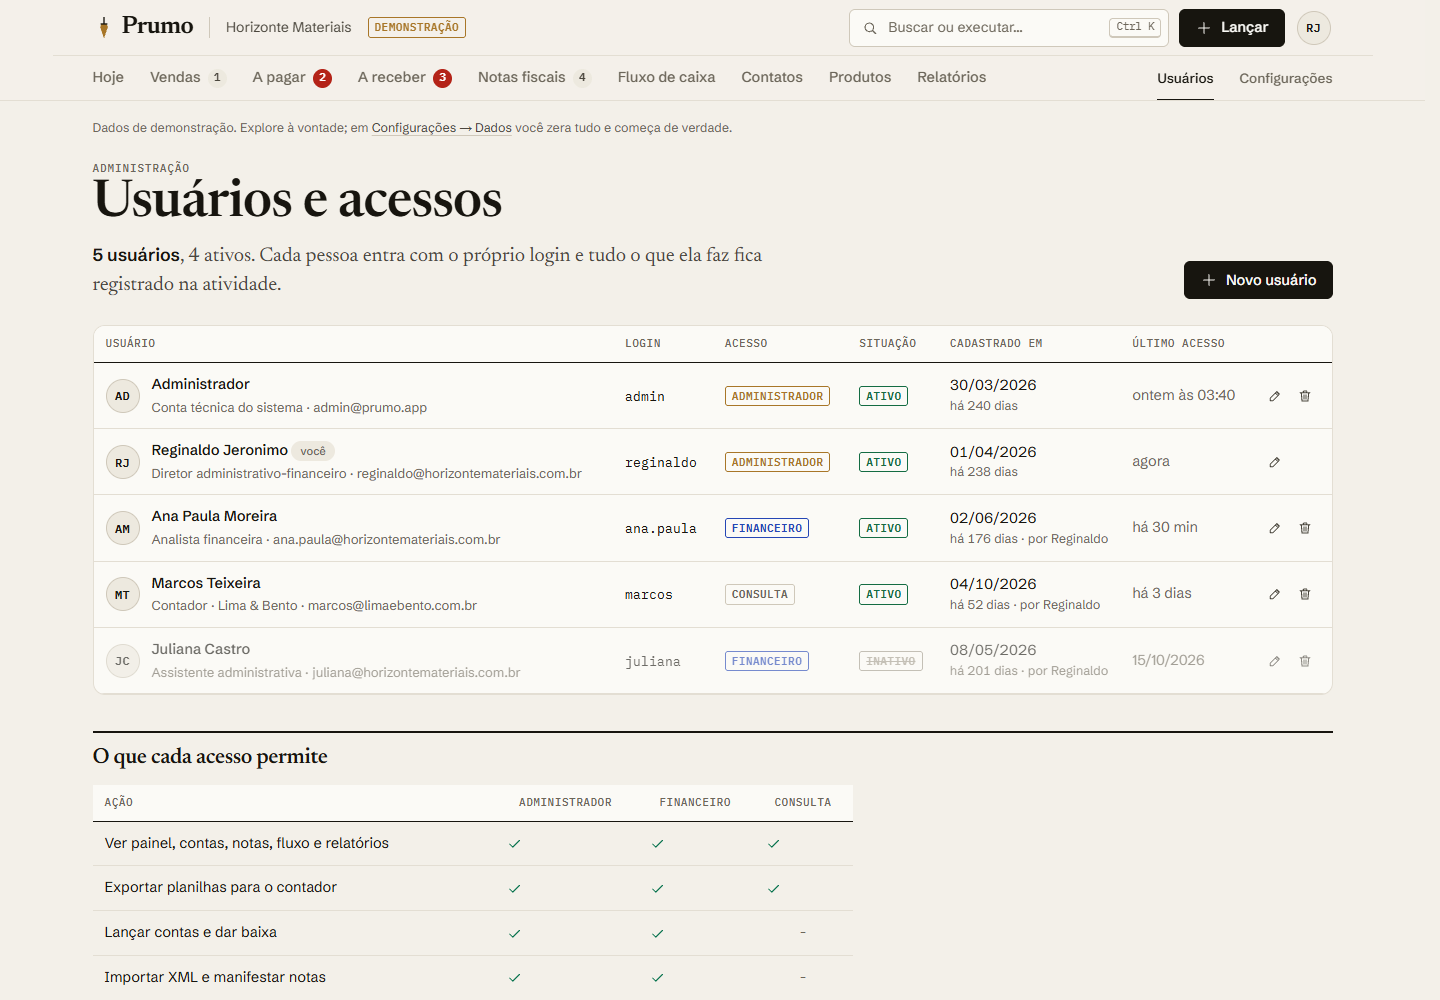 Prumo
Horizonte Materiais
DEMONSTRAÇÃO
Buscar ou executar...
Ctrl K
Lançar
RJ
Hoje
Vendas 1
A pagar 2
A receber 3
Notas fiscais 4
Fluxo de caixa
Contatos
Produtos
Relatórios
Usuários
Configurações
Dados de demonstração. Explore à vontade; em Configurações → Dados você zera tudo e começa de verdade.
ADMINISTRAÇÃO
Usuários e acessos
5 usuários, 4 ativos. Cada pessoa entra com o próprio login e tudo o que ela faz fica
registrado na atividade.
Novo usuário
USUÁRIO LOGIN ACESSO SITUAÇÃO CADASTRADO EM ÚLTIMO ACESSO
AD Administrador admin ADMINISTRADOR ATIVO 30/03/2026 ontem às 03:40
Conta técnica do sistema · admin@prumo.app há 240 dias
RJ Reginaldo Jeronimo você reginaldo ADMINISTRADOR ATIVO 01/04/2026 agora
Diretor administrativo-financeiro · reginaldo@horizontemateriais.com.br há 238 dias
AM Ana Paula Moreira ana.paula FINANCEIRO ATIVO 02/06/2026 há 30 min
Analista financeira · ana.paula@horizontemateriais.com.br há 176 dias · por Reginaldo
MT Marcos Teixeira marcos CONSULTA ATIVO 04/10/2026 há 3 dias
Contador · Lima & Bento · marcos@limaebento.com.br há 52 dias · por Reginaldo
JC Juliana Castro juliana FINANCEIRO INATIVO 08/05/2026 15/10/2026
Assistente administrativa · juliana@horizontemateriais.com.br há 201 dias · por Reginaldo
O que cada acesso permite
AÇÃO ADMINISTRADOR FINANCEIRO CONSULTA
Ver painel, contas, notas, fluxo e relatórios ✓ ✓ ✓
Exportar planilhas para o contador ✓ ✓ ✓
Lançar contas e dar baixa ✓ ✓ –
Importar XML e manifestar notas ✓ ✓ –